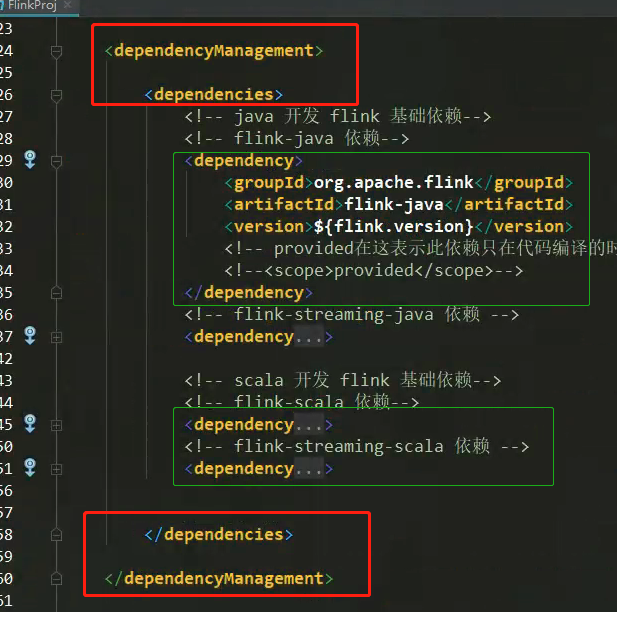 FlinkProj ×
23
24 <dependencyManagement>
25
26 <dependencies>
27 <!-- java 开发 flink 基础依赖-->
28 <!-- flink-java 依赖-->
29 <dependency>
30 <groupId>org.apache.flink</groupId>
31 <artifactId>flink-java</artifactId>
32 <version>${flink.version}</version>
33 <!-- provided在这表示此依赖只在代码编译的时
34 <!--<scope>provided</scope>-->
35 </dependency>
36 <!-- flink-streaming-java 依赖 -->
37 <dependency...>
42
43 <!-- scala 开发 flink 基础依赖-->
44 <!-- flink-scala 依赖-->
45 <dependency...>
50 <!-- flink-streaming-scala 依赖 -->
51 <dependency...>
56
57
58 </dependencies>
59
60 </dependencyManagement>
61